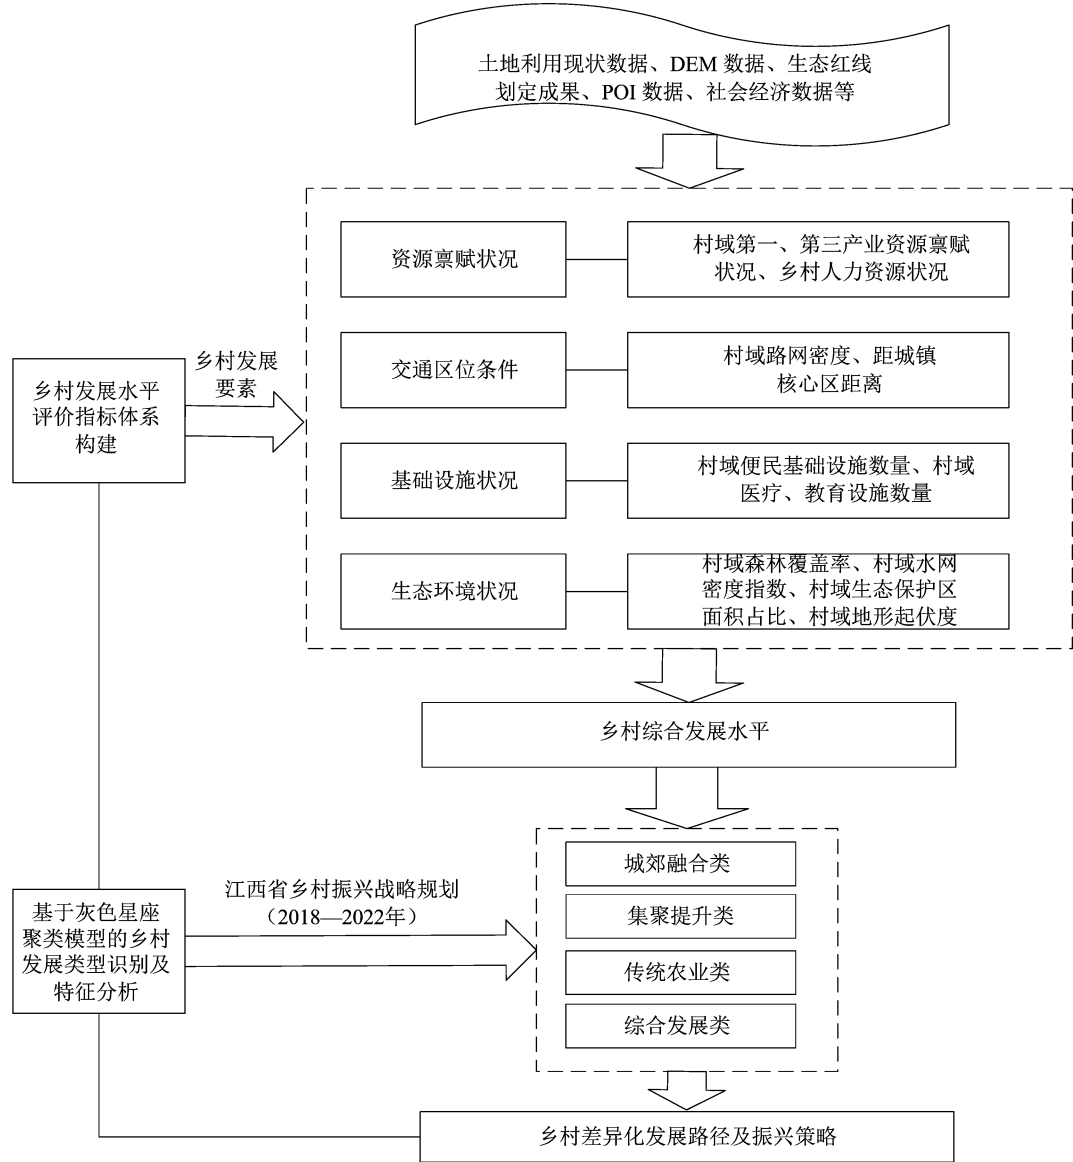 土地利用现状数据、DEM 数据、生态红线
划定成果、POI 数据、社会经济数据等
资源禀赋状况
村域第一、第三产业资源禀赋
状况、乡村人力资源状况
乡村发展水平
评价指标体系
构建
乡村发展
要素
交通区位条件
村域路网密度、距城镇
核心区距离
基础设施状况
村域便民基础设施数量、村域
医疗、教育设施数量
生态环境状况
村域森林覆盖率、村域水网
密度指数、村域生态保护区
面积占比、村域地形起伏度
乡村综合发展水平
基于灰色星座
聚类模型的乡村
发展类型识别及
特征分析
江西省乡村振兴战略规划
（2018—2022年）
城郊融合类
集聚提升类
传统农业类
综合发展类
乡村差异化发展路径及振兴策略